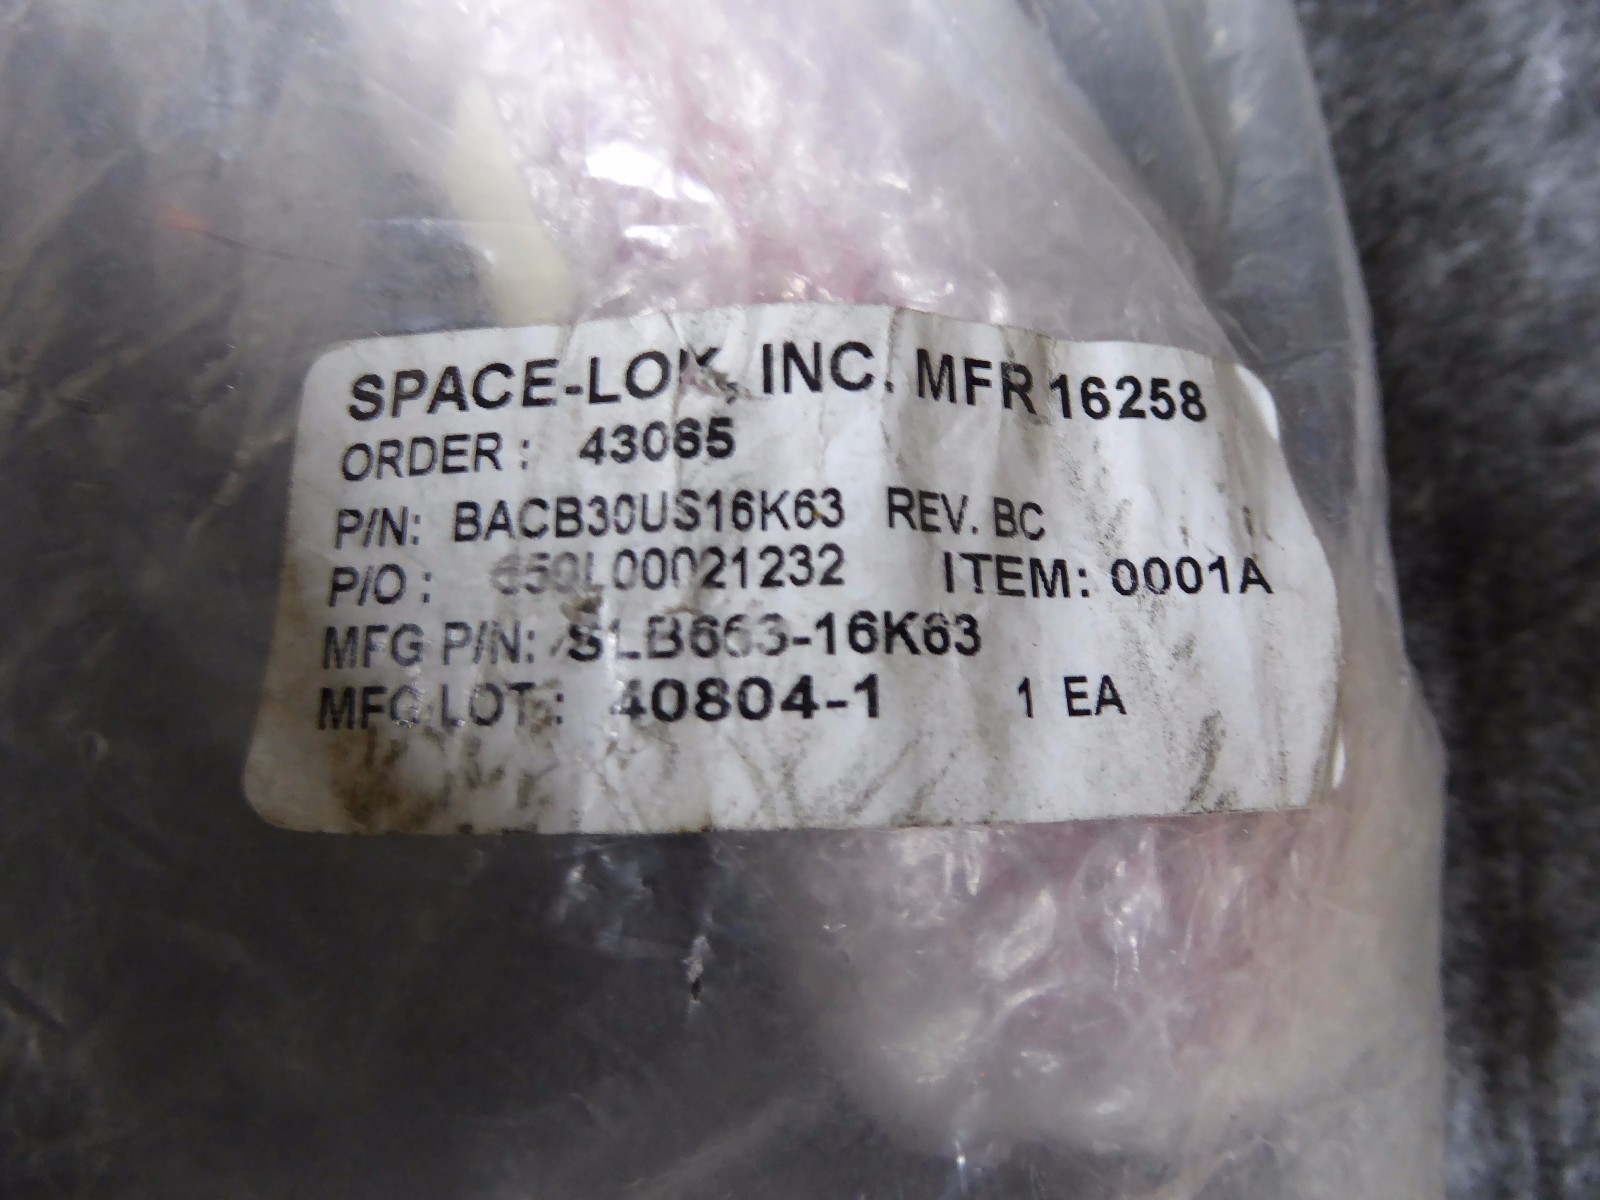 SPACE-LOK, INC. MFR 16258
ORDER : 43065
P/N: BACB30US16K63 REV. BC
P/O : 650L00021232 ITEM: 0001A
MFG P/N: SLB663-16K63
MFG LOT : 40804-1 1 EA